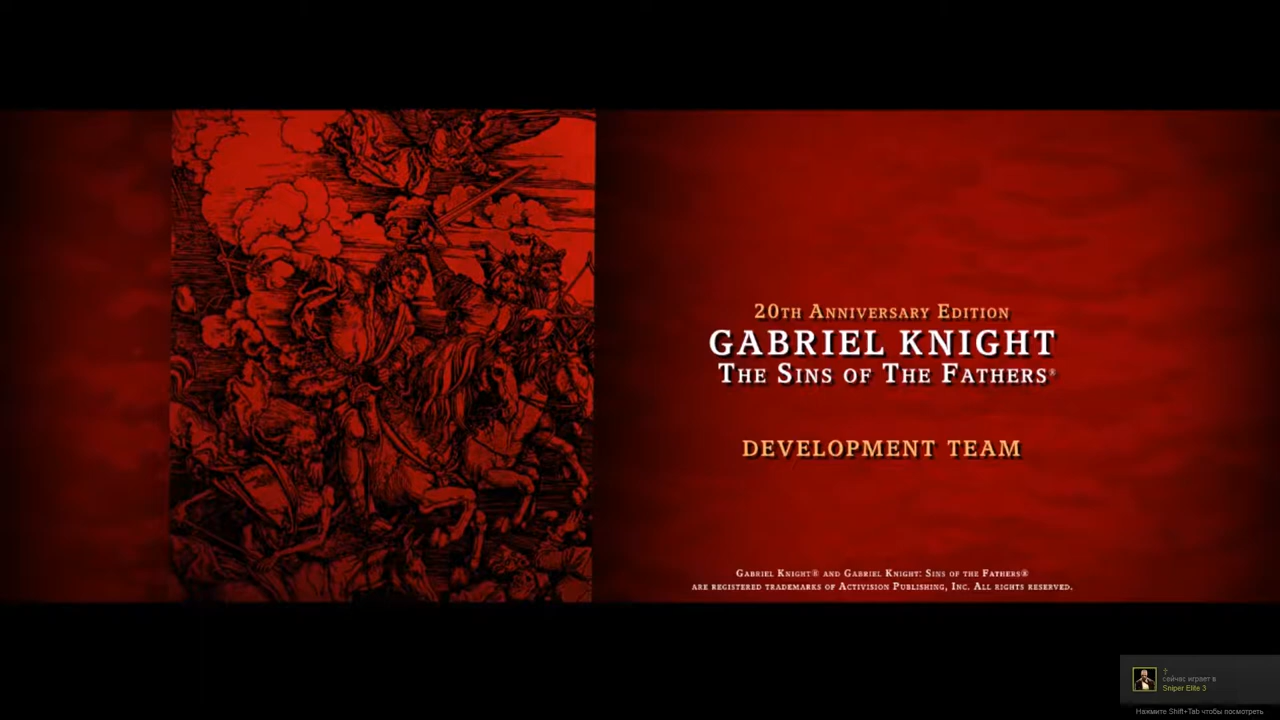 20TH ANNIVERSARY EDITION
GABRIEL KNIGHT
THE SINS OF THE FATHERS®
DEVELOPMENT TEAM
GABRIEL KNIGHT® AND GABRIEL KNIGHT: SINS OF THE FATHERS®
ARE REGISTERED TRADEMARKS OF ACTIVISION PUBLISHING, INC. ALL RIGHTS RESERVED.
†
сейчас играет в
Sniper Elite 3
Нажмите Shift+Tab чтобы посмотреть